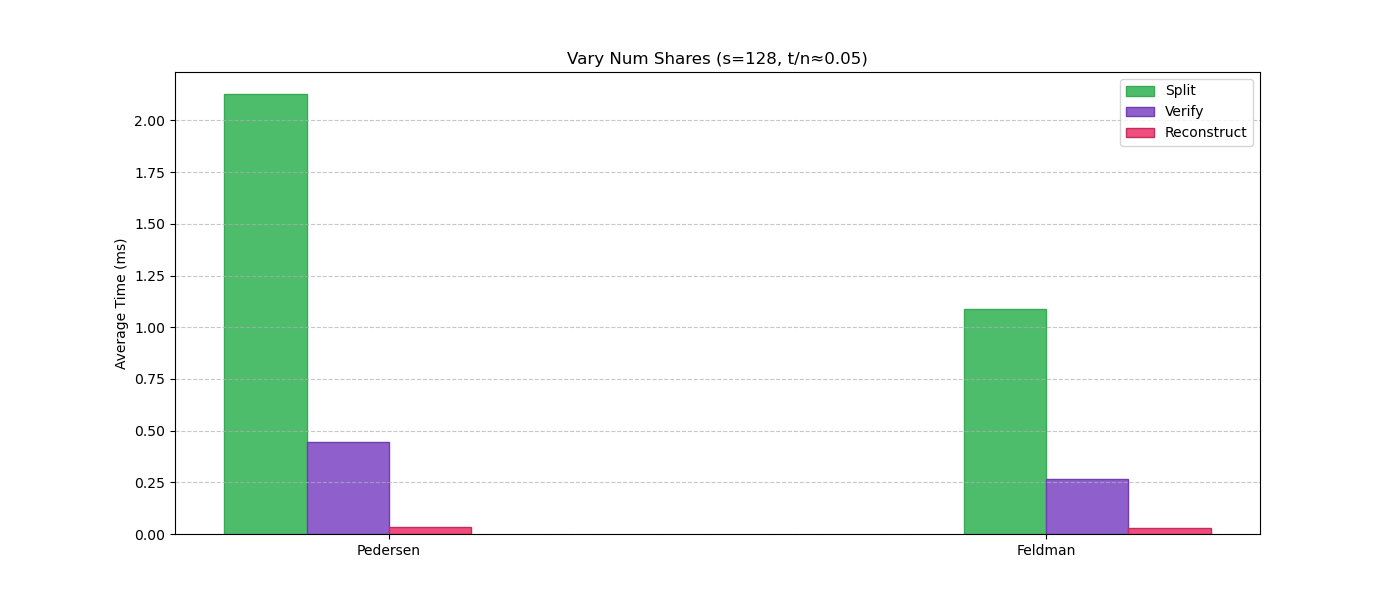 Vary Num Shares (s=128, t/n≈0.05)
Split
Verify
Reconstruct
Average Time (ms)
2.00
1.75
1.50
1.25
1.00
0.75
0.50
0.25
0.00
Pedersen
Feldman